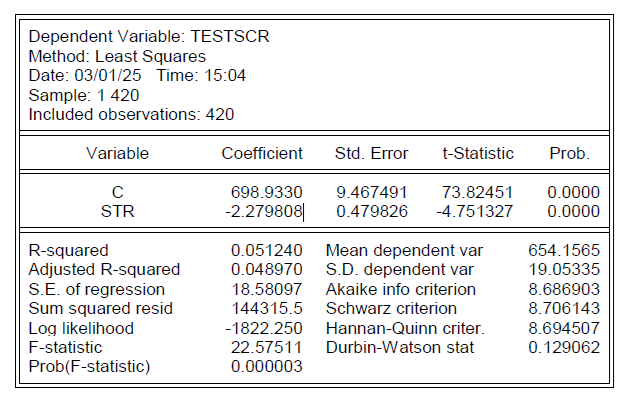 Dependent Variable: TESTSCR
Method: Least Squares
Date: 03/01/25 Time: 15:04
Sample: 1 420
Included observations: 420
Variable Coefficient Std. Error t-Statistic Prob.
C 698.9330 9.467491 73.82451 0.0000
STR -2.279808 0.479826 -4.751327 0.0000
R-squared 0.051240 Mean dependent var 654.1565
Adjusted R-squared 0.048970 S.D. dependent var 19.05335
S.E. of regression 18.58097 Akaike info criterion 8.686903
Sum squared resid 144315.5 Schwarz criterion 8.706143
Log likelihood -1822.250 Hannan-Quinn criter. 8.694507
F-statistic 22.57511 Durbin-Watson stat 0.129062
Prob(F-statistic) 0.000003